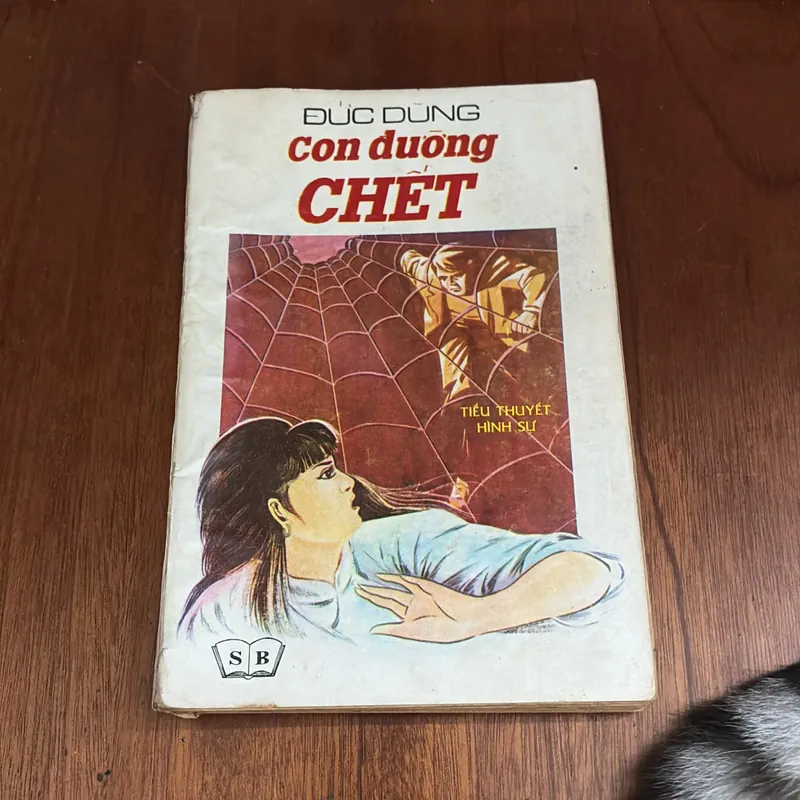 ĐỨC DŨNG
Con đường
CHẾT
TIỂU THUYẾT
HÌNH SỰ
S B